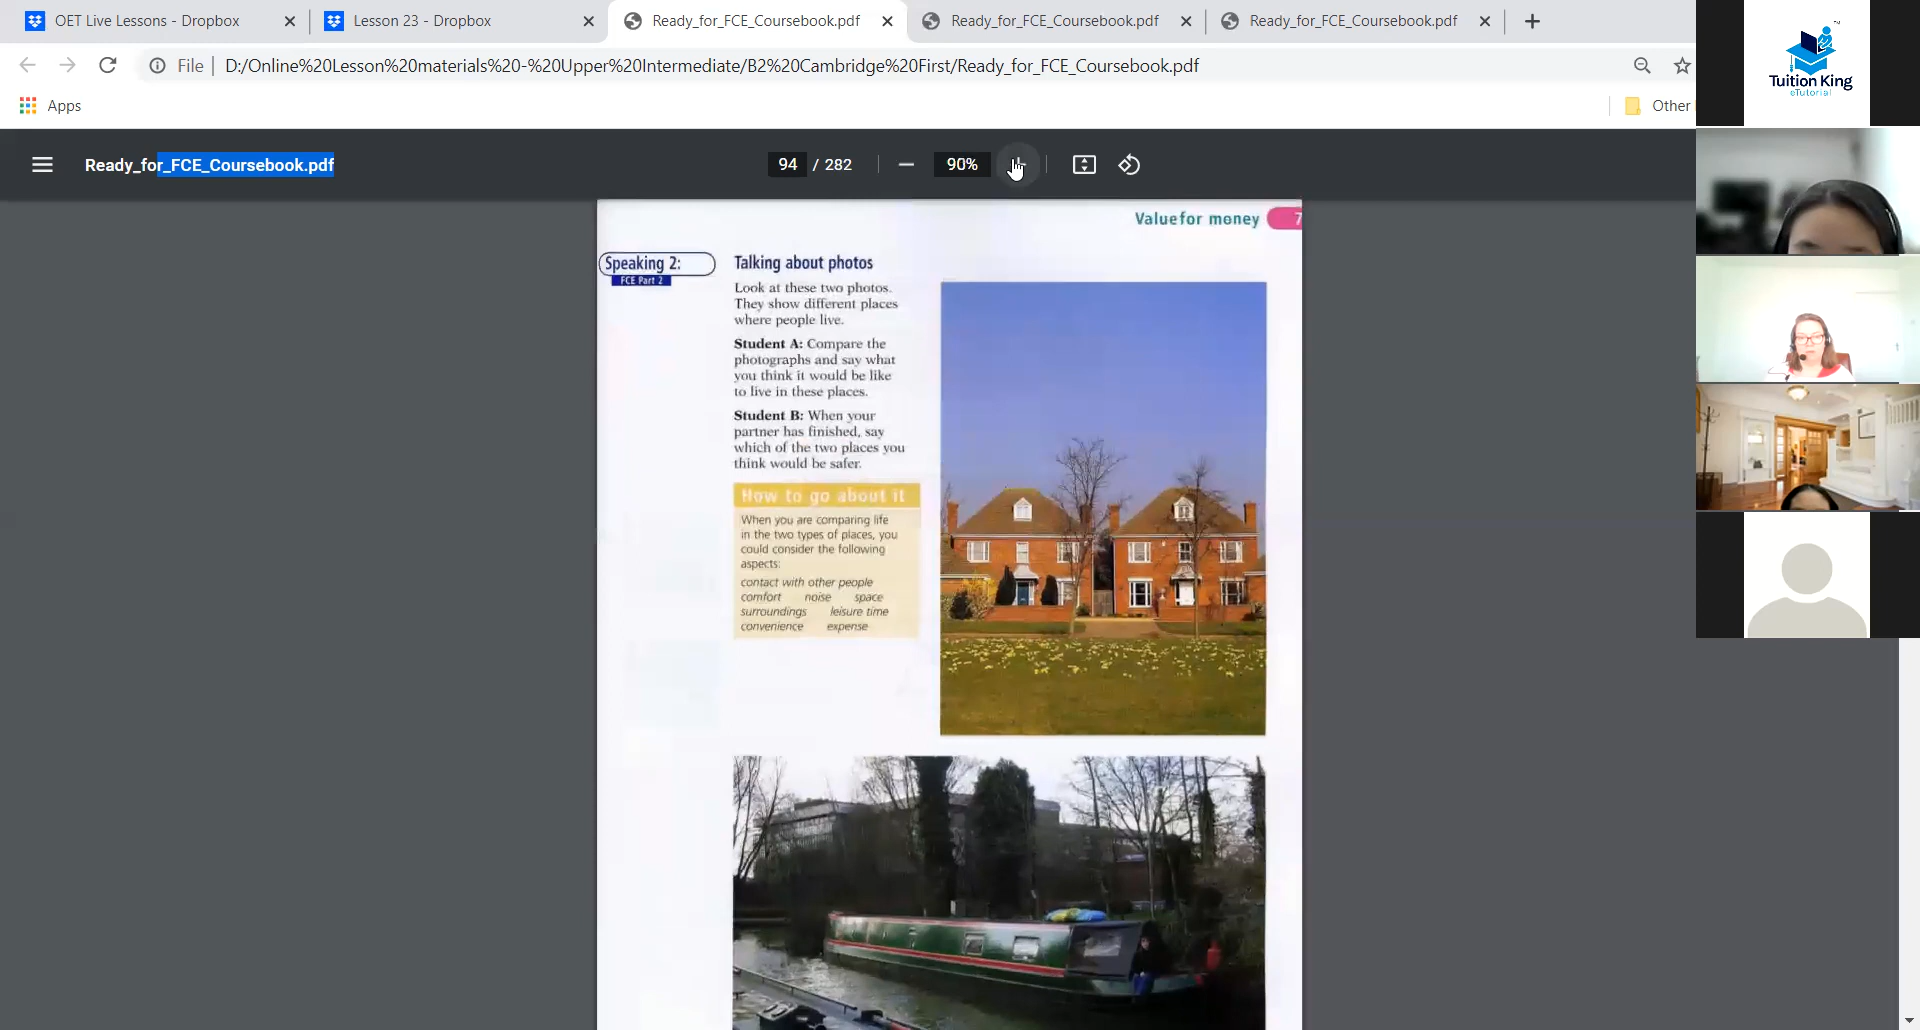 OET Live Lessons - Dropbox
Lesson 23 - Dropbox
Ready_for_FCE_Coursebook.pdf
Ready_for_FCE_Coursebook.pdf
Ready_for_FCE_Coursebook.pdf
File
D:/Online%20Lesson%20materials%20-%20Upper%20Intermediate/B2%20Cambridge%20First/Ready_for_FCE_Coursebook.pdf
Apps
Other
Tuition King
eTutorial
Ready_for_FCE_Coursebook.pdf
94 / 282
90%
Value for money 7
Speaking 2:
FCE Part 2
Talking about photos
Look at these two photos.
They show different places
where people live.
Student A: Compare the
photographs and say what
you think it would be like
to live in these places.
Student B: When your
partner has finished, say
which of the two places you
think would be safer.
How to go about it
When you are comparing life
in the two types of places, you
could consider the following
aspects:
contact with other people
comfort noise space
surroundings leisure time
convenience expense